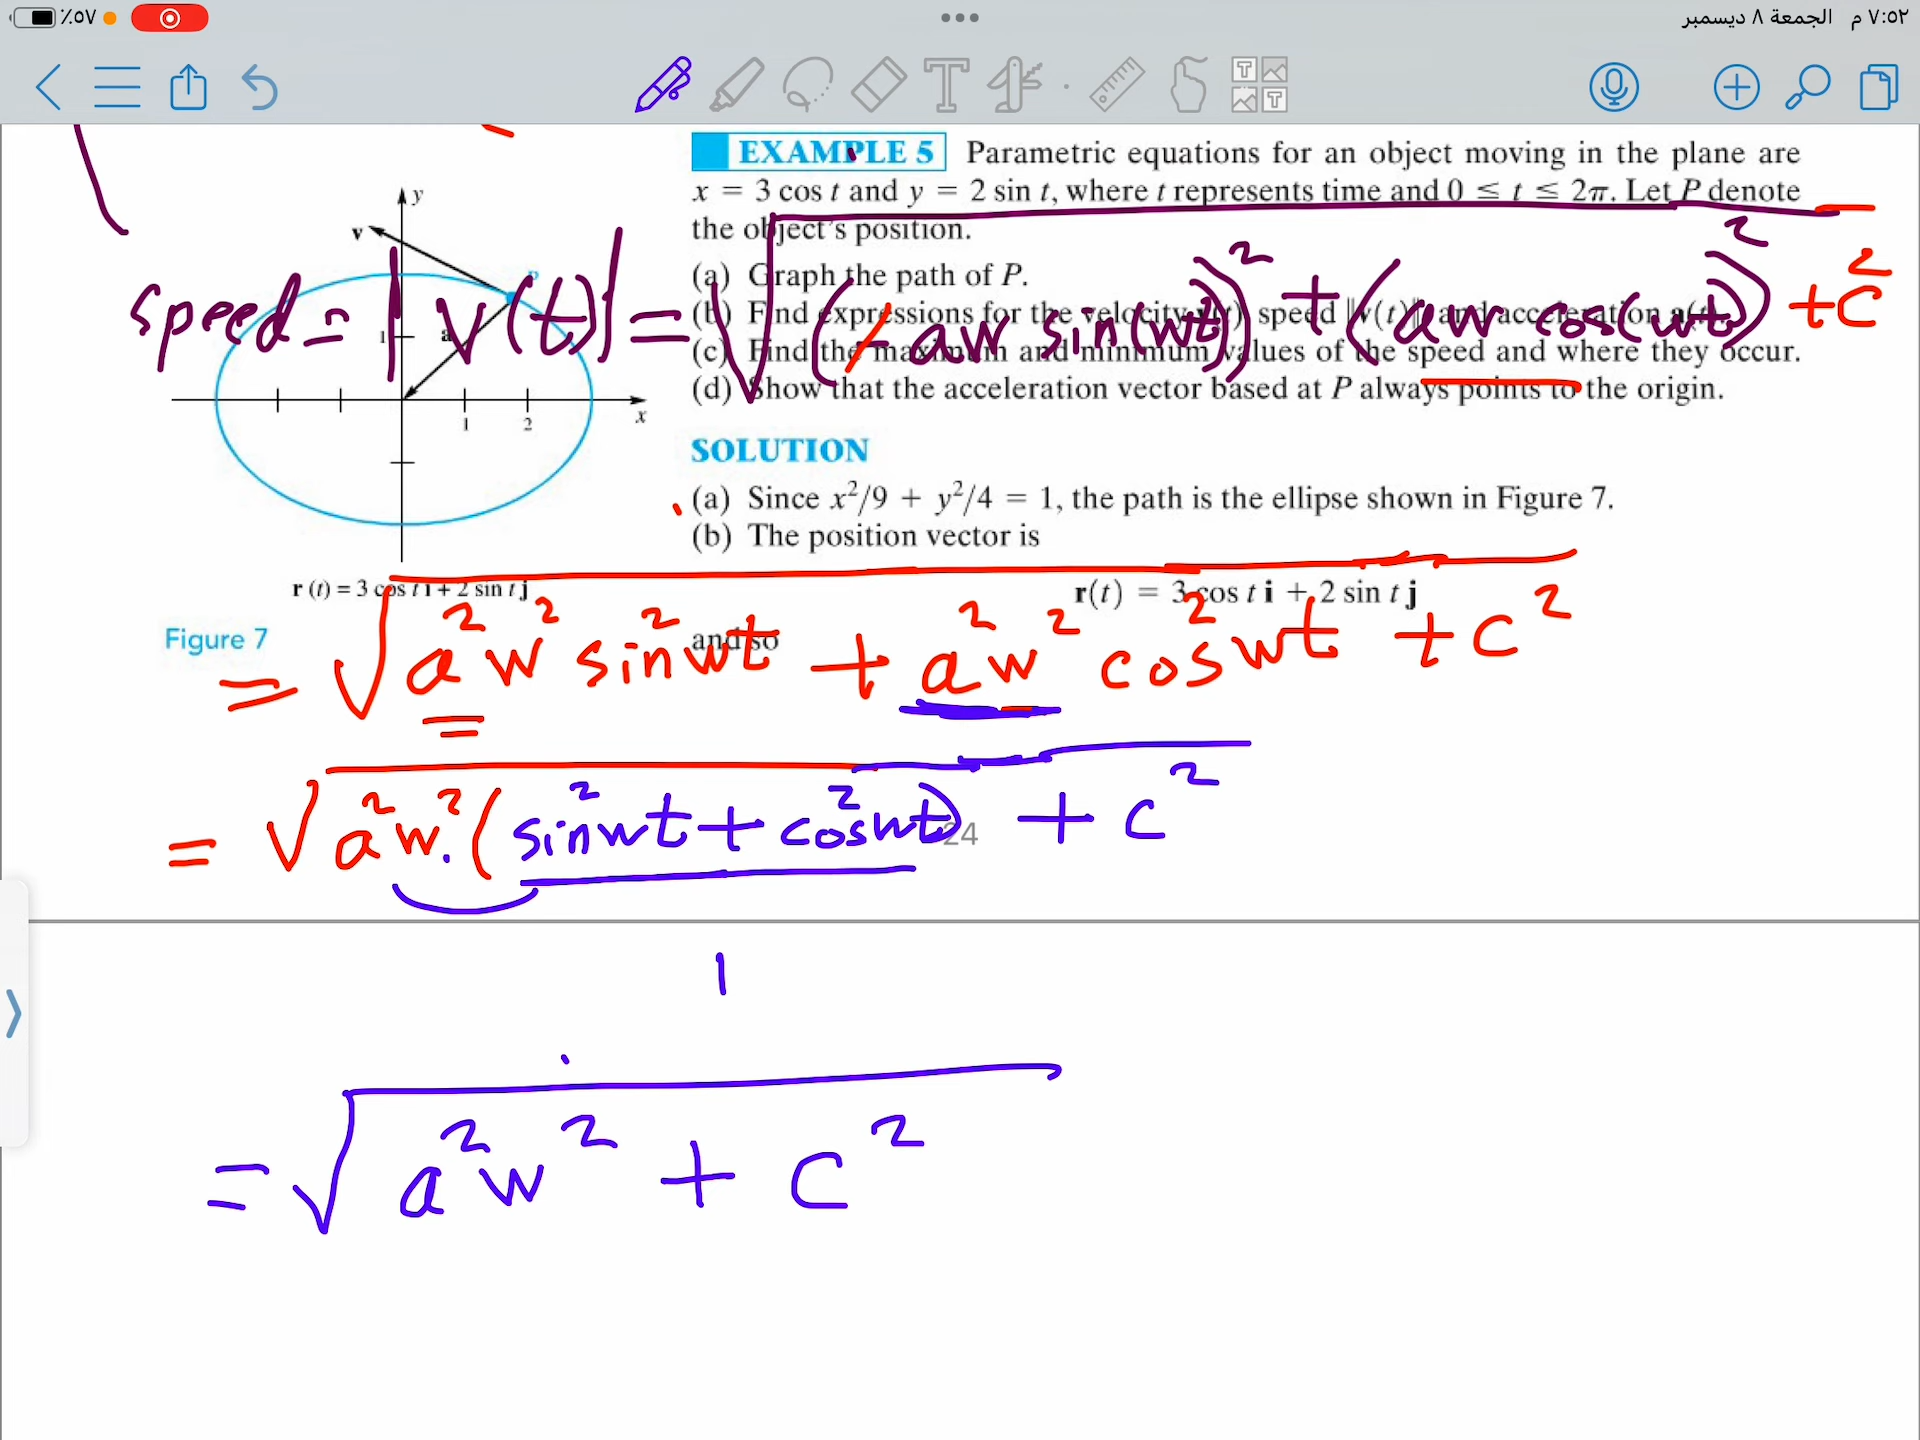 ٪٥٧
الجمعة ٨ ديسمبر ٧:٥٢ م
EXAMPLE 5 Parametric equations for an object moving in the plane are
x = 3 cos t and y = 2 sin t, where t represents time and 0 ≤ t ≤ 2π. Let P denote
the object's position.
(a) Graph the path of P.
(b) Find expressions for the velocity v(t), speed ‖v(t)‖, and acceleration a(t).
(c) Find the maximum and minimum values of the speed and where they occur.
(d) Show that the acceleration vector based at P always points to the origin.
speed = |v(t)| = √((-aw sin(wt))² + (aw cos(wt))² + c²
y
v
P
1
a
1
2
x
SOLUTION
(a) Since x²/9 + y²/4 = 1, the path is the ellipse shown in Figure 7.
(b) The position vector is
r (t) = 3 cos t i + 2 sin t j
r(t) = 3 cos t i + 2 sin t j
Figure 7
and so
= √a²w² sin²wt + a²w² cos²wt + c²
= √a²w².(sin²wt + cos²wt) + c²
24
1
= √a²w² + c²